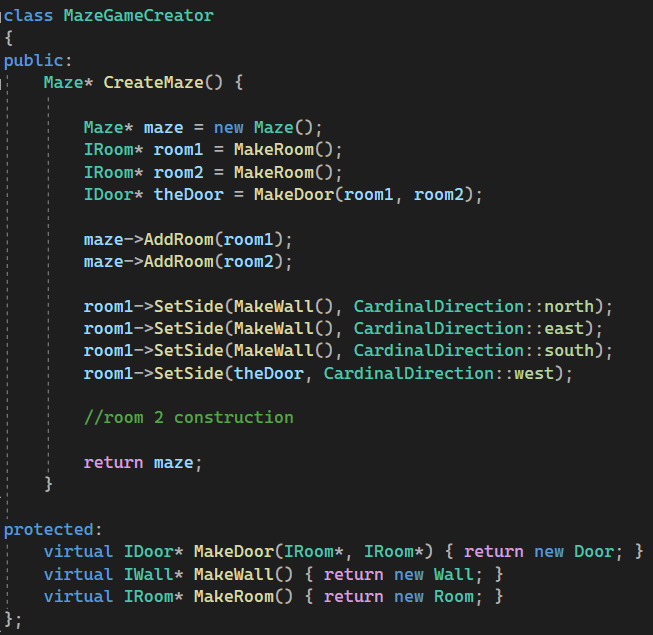 class MazeGameCreator
{
public:
    Maze* CreateMaze() {
        Maze* maze = new Maze();
        IRoom* room1 = MakeRoom();
        IRoom* room2 = MakeRoom();
        IDoor* theDoor = MakeDoor(room1, room2);
        maze->AddRoom(room1);
        maze->AddRoom(room2);
        room1->SetSide(MakeWall(), CardinalDirection::north);
        room1->SetSide(MakeWall(), CardinalDirection::east);
        room1->SetSide(MakeWall(), CardinalDirection::south);
        room1->SetSide(theDoor, CardinalDirection::west);
        //room 2 construction
        return maze;
    }
protected:
    virtual IDoor* MakeDoor(IRoom*, IRoom*) { return new Door; }
    virtual IWall* MakeWall() { return new Wall; }
    virtual IRoom* MakeRoom() { return new Room; }
};